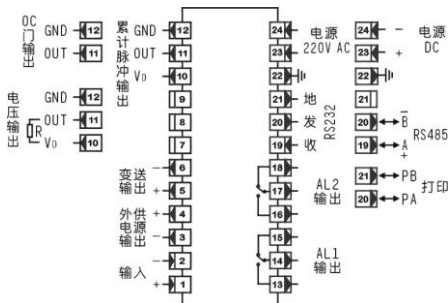 OC门输出
GND 12
OUT 11
电压输出
GND 12
OUT 11
R
VD 10
累计脉冲输出
GND 12
OUT 11
VD 10
9
8
7
变送输出
- 6
+ 5
外供电源输出
+ 4
- 3
输入
- 2
+ 1
24
23
电源
220V AC
22
21 地
20 发
19 收
RS232
18
17
16
AL2
输出
15
14
13
AL1
输出
24 -
23 +
电源
DC
22
21
20 B
19 A
+
RS485
21 PB
20 PA
打印